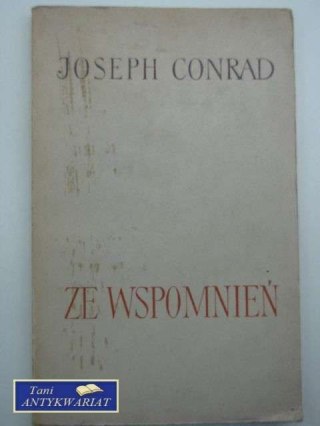 JOSEPH CONRAD
ZE WSPOMNIEŃ
Tani
ANTYKWARIAT